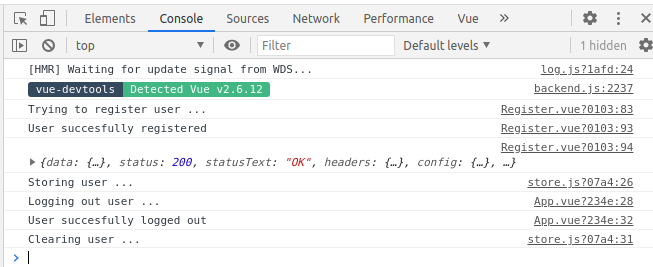 Elements Console Sources Network Performance Vue »
top Filter Default levels 1 hidden
[HMR] Waiting for update signal from WDS... log.js?1afd:24
vue-devtools Detected Vue v2.6.12 backend.js:2237
Trying to register user ... Register.vue?0103:83
User succesfully registered Register.vue?0103:93
Register.vue?0103:94
{data: {…}, status: 200, statusText: "OK", headers: {…}, config: {…}, …}
Storing user ... store.js?07a4:26
Logging out user ... App.vue?234e:28
User succesfully logged out App.vue?234e:32
Clearing user ... store.js?07a4:31